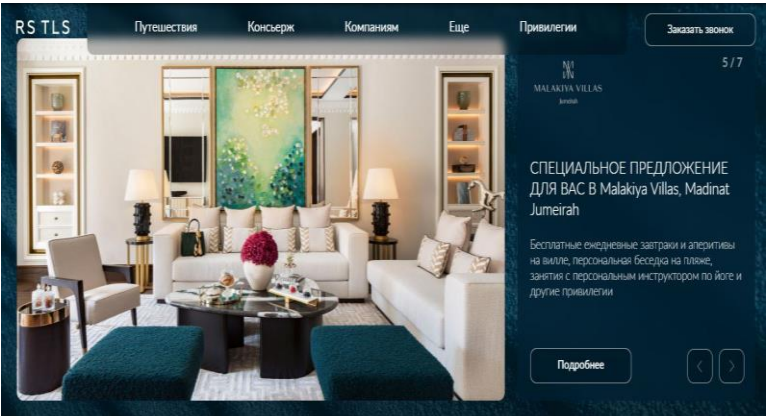 RS TLS
Путешествия
Консьерж
Компаниям
Еще
Привилегии
Заказать звонок
5 / 7
MALAKIYA VILLAS
Jumeirah
СПЕЦИАЛЬНОЕ ПРЕДЛОЖЕНИЕ
ДЛЯ ВАС В Malakiya Villas, Madinat
Jumeirah
Бесплатные ежедневные завтраки и аперитивы
на вилле, персональная беседка на пляже,
занятия с персональным инструктором по йоге и
другие привилегии
Подробнее